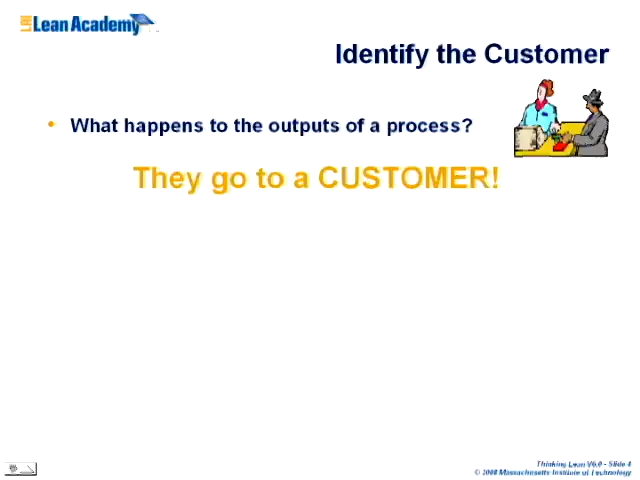 LAI Lean Academy
Identify the Customer
• What happens to the outputs of a process?
They go to a CUSTOMER!
Thinking Lean V6.0 - Slide 4
© 2008 Massachusetts Institute of Technology